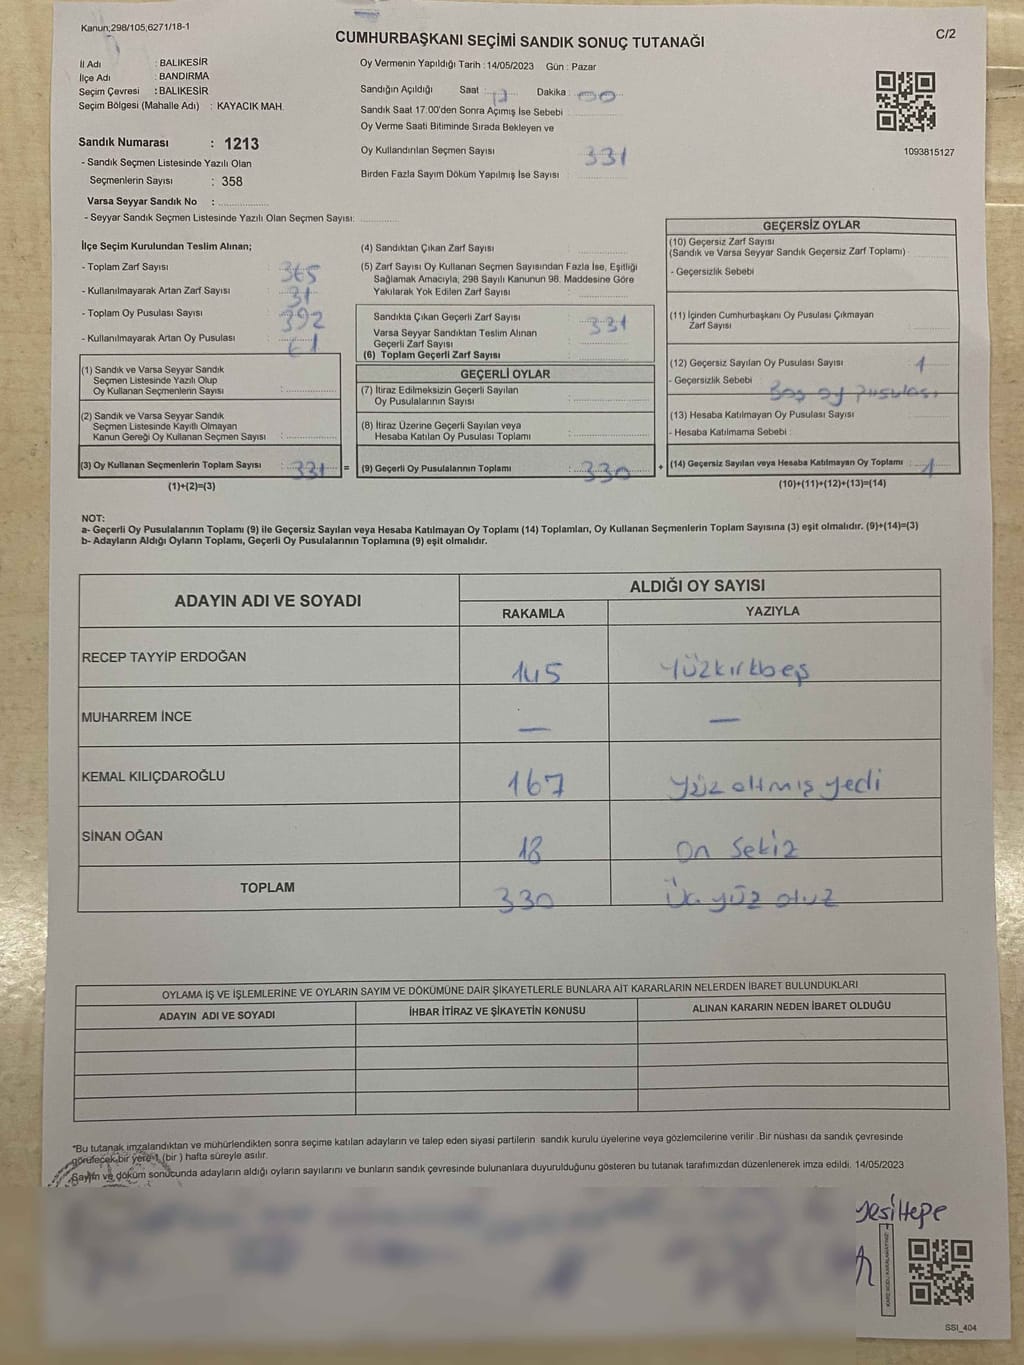 Kanun;298/105;6271/18-1
C/2
CUMHURBAŞKANI SEÇİMİ SANDIK SONUÇ TUTANAĞI
İl Adı : BALIKESİR
İlçe Adı : BANDIRMA
Seçim Çevresi : BALIKESİR
Seçim Bölgesi (Mahalle Adı) : KAYACIK MAH.
Oy Vermenin Yapıldığı Tarih : 14/05/2023 Gün : Pazar
Sandığın Açıldığı Saat : Dakika : 00
Sandık Saat 17:00'den Sonra Açımış İse Sebebi
Oy Verme Saati Bitiminde Sırada Bekleyen ve
Oy Kullandırılan Seçmen Sayısı : 331
Birden Fazla Sayım Döküm Yapılmış İse Sayısı :
1093815127
Sandık Numarası : 1213
- Sandık Seçmen Listesinde Yazılı Olan
Seçmenlerin Sayısı : 358
Varsa Seyyar Sandık No :
- Seyyar Sandık Seçmen Listesinde Yazılı Olan Seçmen Sayısı:
İlçe Seçim Kurulundan Teslim Alınan;
- Toplam Zarf Sayısı : 365
- Kullanılmayarak Artan Zarf Sayısı : 31
- Toplam Oy Pusulası Sayısı : 392
- Kullanılmayarak Artan Oy Pusulası : 61
(1) Sandık ve Varsa Seyyar Sandık
Seçmen Listesinde Yazılı Olup
Oy Kullanan Seçmenlerin Sayısı :
(2) Sandık ve Varsa Seyyar Sandık
Seçmen Listesinde Kayıtlı Olmayan
Kanun Gereği Oy Kullanan Seçmen Sayısı :
(3) Oy Kullanan Seçmenlerin Toplam Sayısı : 331 =
(1)+(2)=(3)
(4) Sandıktan Çıkan Zarf Sayısı :
(5) Zarf Sayısı Oy Kullanan Seçmen Sayısından Fazla İse, Eşitliği
Sağlamak Amacıyla; 298 Sayılı Kanunun 98. Maddesine Göre
Yakılarak Yok Edilen Zarf Sayısı :
Sandıkta Çıkan Geçerli Zarf Sayısı : 331
Varsa Seyyar Sandıktan Teslim Alınan
Geçerli Zarf Sayısı :
(6) Toplam Geçerli Zarf Sayısı :
GEÇERLİ OYLAR
(7) İtiraz Edilmeksizin Geçerli Sayılan
Oy Pusulalarının Sayısı :
(8) İtiraz Üzerine Geçerli Sayılan veya
Hesaba Katılan Oy Pusulası Toplamı :
(9) Geçerli Oy Pusulalarının Toplamı : 330 +
GEÇERSİZ OYLAR
(10) Geçersiz Zarf Sayısı
(Sandık ve Varsa Seyyar Sandık Geçersiz Zarf Toplamı)
- Geçersizlik Sebebi :
(11) İçinden Cumhurbaşkanı Oy Pusulası Çıkmayan
Zarf Sayısı :
(12) Geçersiz Sayılan Oy Pusulası Sayısı : 1
- Geçersizlik Sebebi : Boş oy pusulası
(13) Hesaba Katılmayan Oy Pusulası Sayısı :
- Hesaba Katılmama Sebebi :
(14) Geçersiz Sayılan veya Hesaba Katılmayan Oy Toplamı : 1
(10)+(11)+(12)+(13)=(14)
NOT:
a- Geçerli Oy Pusulalarının Toplamı (9) ile Geçersiz Sayılan veya Hesaba Katılmayan Oy Toplamı (14) Toplamları, Oy Kullanan Seçmenlerin Toplam Sayısına (3) eşit olmalıdır. (9)+(14)=(3)
b- Adayların Aldığı Oyların Toplamı, Geçerli Oy Pusulalarının Toplamına (9) eşit olmalıdır.
ADAYIN ADI VE SOYADI ALDIĞI OY SAYISI
RAKAMLA YAZIYLA
RECEP TAYYİP ERDOĞAN 145 Yüzkırkbeş
MUHARREM İNCE — —
KEMAL KILIÇDAROĞLU 167 Yüz altmış yedi
SİNAN OĞAN 18 On Sekiz
TOPLAM 330 Üç yüz otuz
OYLAMA İŞ VE İŞLEMLERİNE VE OYLARIN SAYIM VE DÖKÜMÜNE DAİR ŞİKAYETLERLE BUNLARA AİT KARARLARIN NELERDEN İBARET BULUNDUKLARI
ADAYIN ADI VE SOYADI İHBAR İTİRAZ VE ŞİKAYETİN KONUSU ALINAN KARARIN NEDEN İBARET OLDUĞU
*Bu tutanak imzalandıktan ve mühürlendikten sonra seçime katılan adayların ve talep eden siyasi partilerin sandık kurulu üyelerine veya gözlemcilerine verilir .Bir nüshası da sandık çevresinde
görülecek bir yere 1 (bir ) hafta süreyle asılır.
Sayım ve döküm sonucunda adayların aldığı oyların sayılarını ve bunların sandık çevresinde bulunanlara duyurulduğunu gösteren bu tutanak tarafımızdan düzenlenerek imza edildi. 14/05/2023
Yesiltepe
SSI_404